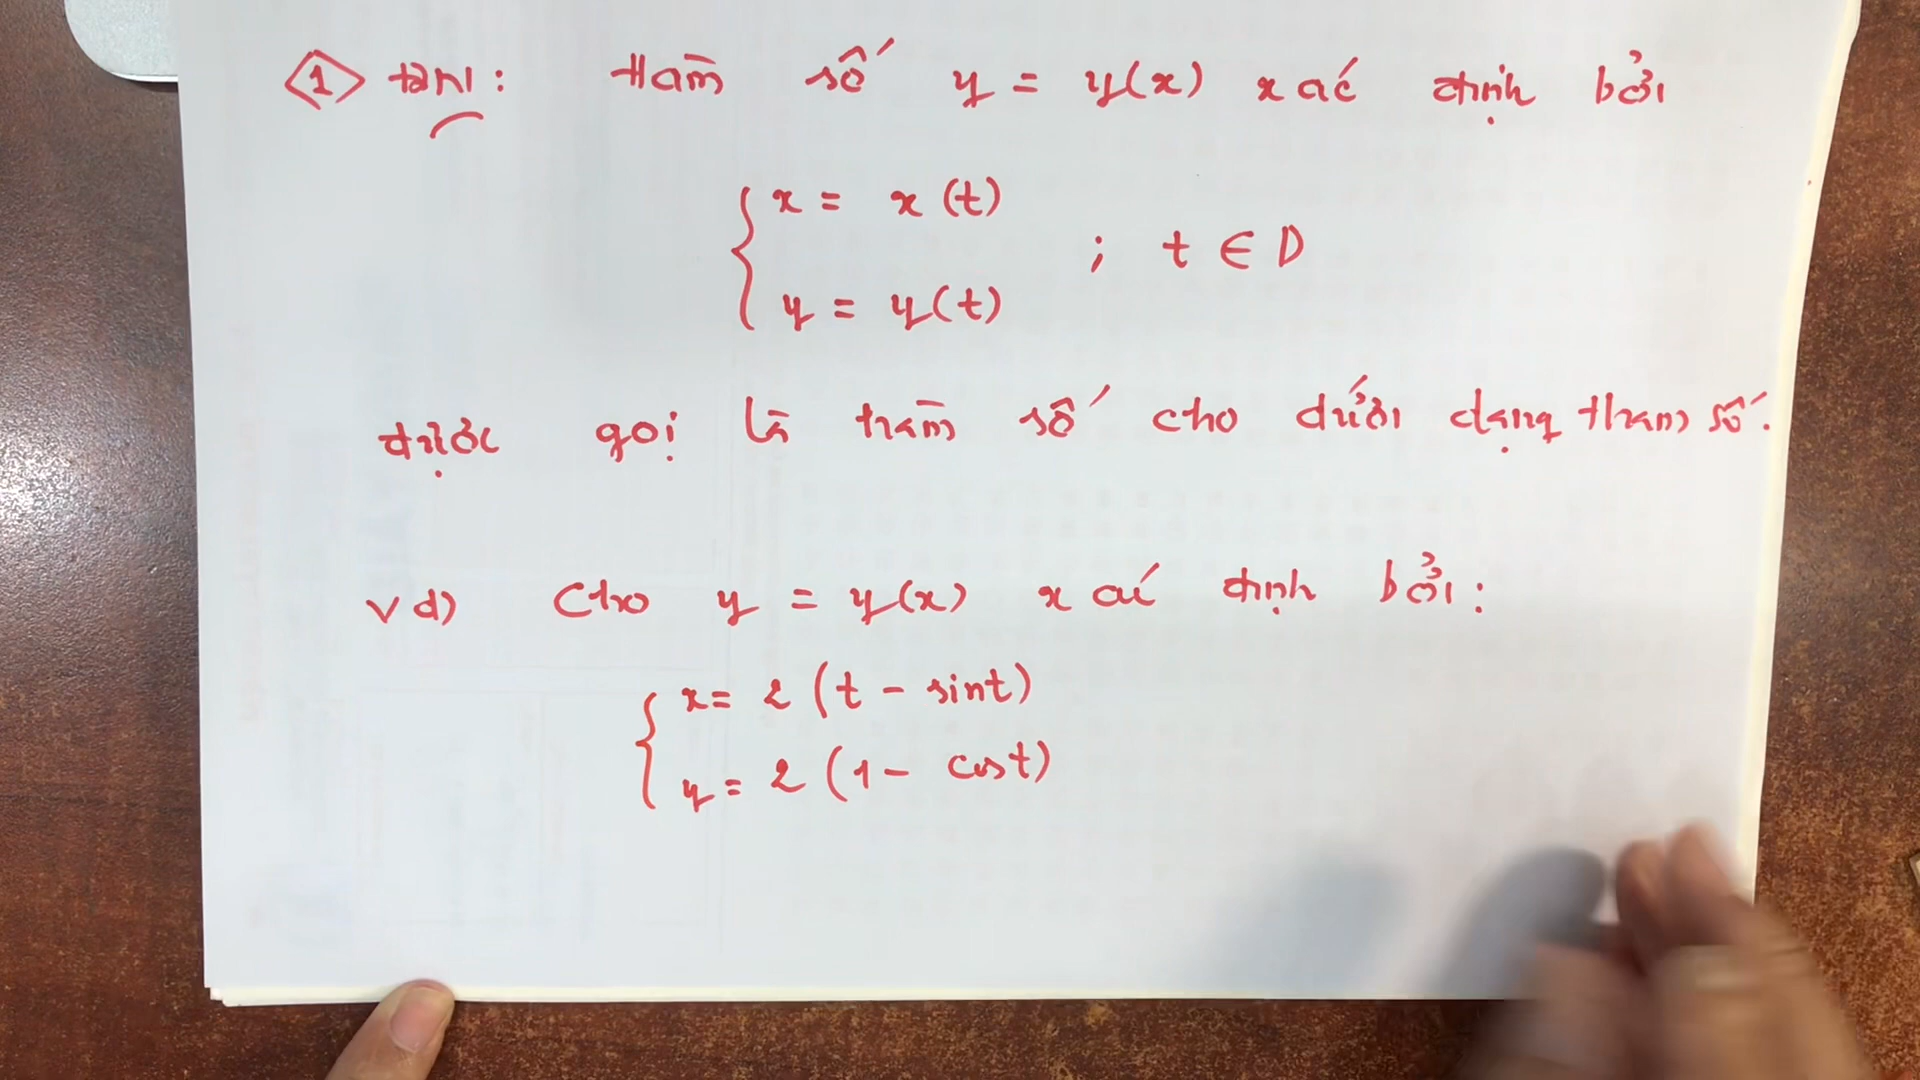 ① ĐN: Hàm số y = y(x) xác định bởi
{ x = x(t)
y = y(t) ; t ∈ D
được gọi là hàm số cho dưới dạng tham số.
vd) Cho y = y(x) xác định bởi:
{ x = 2(t - sint)
y = 2(1 - cost)